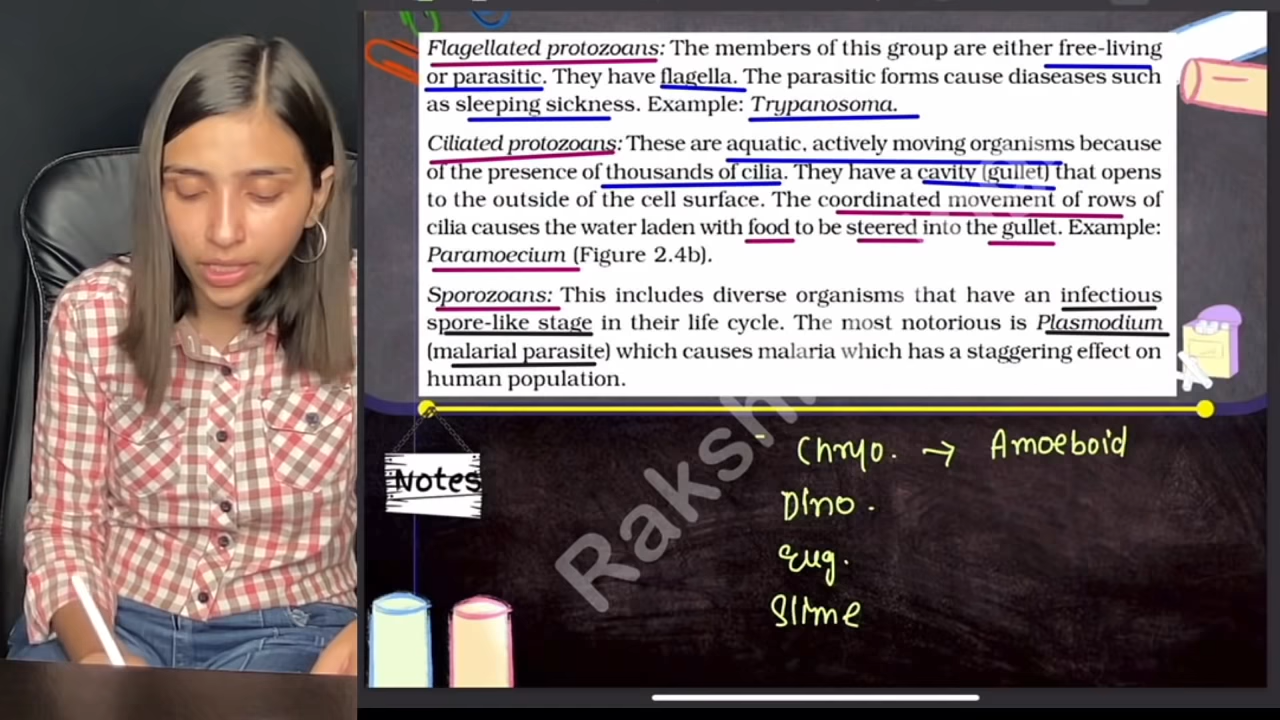 Flagellated protozoans: The members of this group are either free-living
or parasitic. They have flagella. The parasitic forms cause diaseases such
as sleeping sickness. Example: Trypanosoma.
Ciliated protozoans: These are aquatic, actively moving organisms because
of the presence of thousands of cilia. They have a cavity (gullet) that opens
to the outside of the cell surface. The coordinated movement of rows of
cilia causes the water laden with food to be steered into the gullet. Example:
Paramoecium (Figure 2.4b).
Sporozoans: This includes diverse organisms that have an infectious
spore-like stage in their life cycle. The most notorious is Plasmodium
(malarial parasite) which causes malaria which has a staggering effect on
human population.
Notes
Chryo. → Amoeboid
Dino.
Eug.
Slime